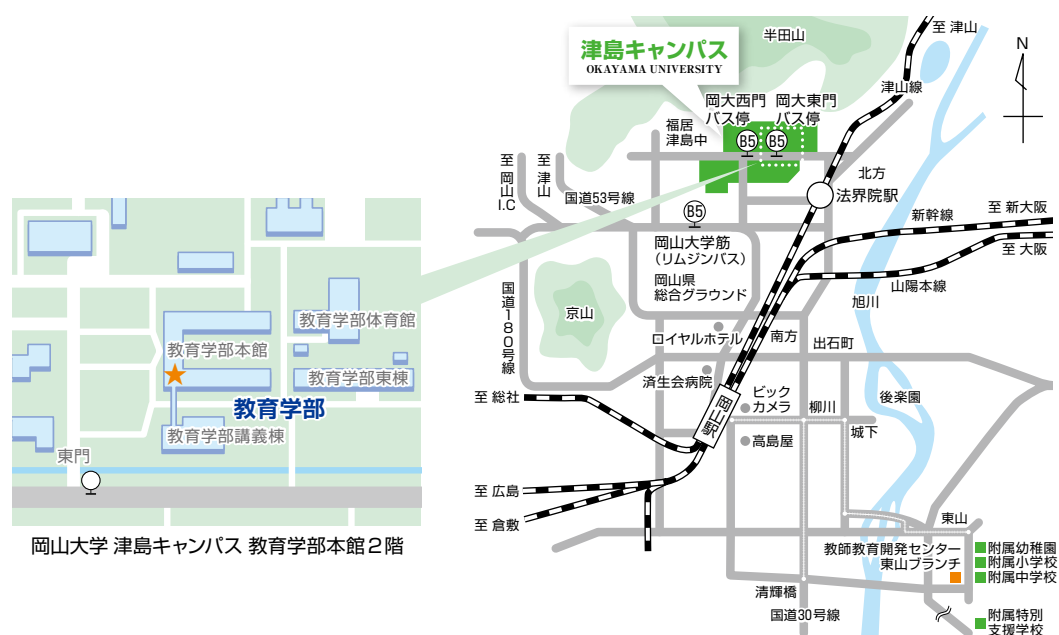 教育学部体育館
教育学部本館
教育学部東棟
教育学部
教育学部講義棟
東門
岡山大学 津島キャンパス 教育学部本館2階
半田山
至 津山
N
津島キャンパス
OKAYAMA UNIVERSITY
津山線
岡大西門
バス停
岡大東門
バス停
福居
津島中
B5
B5
至
岡山
I.C
至
津山
北方
国道53号線
法界院駅
B5
新幹線
至 新大阪
岡山大学筋
(リムジンバス)
至 大阪
岡山県
総合グラウンド
山陽本線
国道180号線
旭川
京山
ロイヤルホテル
南方
出石町
済生会病院
至 総社
ビック
カメラ
岡山駅
柳川
後楽園
城下
高島屋
至 広島
至 倉敷
東山
教師教育開発センター
東山ブランチ
附属幼稚園
附属小学校
附属中学校
清輝橋
国道30号線
附属特別
支援学校